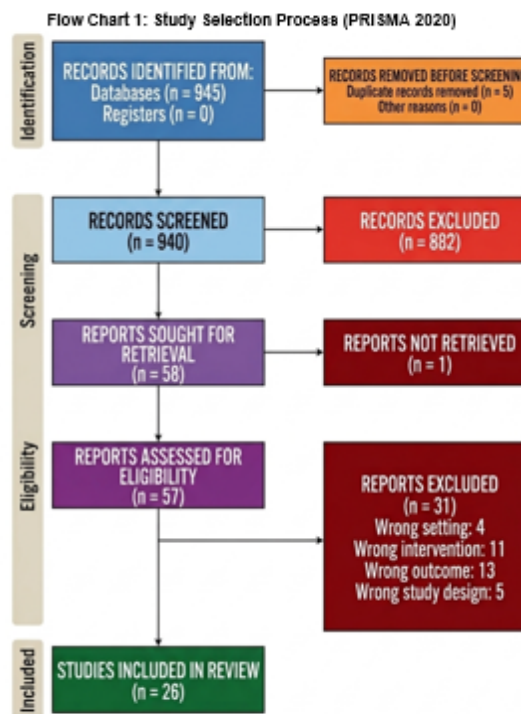 Flow Chart 1: Study Selection Process (PRISMA 2020)
Identification
RECORDS IDENTIFIED FROM:
Databases (n = 945)
Registers (n = 0)
RECORDS REMOVED BEFORE SCREENING
Duplicate records removed (n = 5)
Other reasons (n = 0)
Screening
RECORDS SCREENED
(n = 940)
RECORDS EXCLUDED
(n = 882)
REPORTS SOUGHT FOR
RETRIEVAL
(n = 58)
REPORTS NOT RETRIEVED
(n = 1)
Eligibility
REPORTS ASSESSED FOR
ELIGIBILITY
(n = 57)
REPORTS EXCLUDED
(n = 31)
Wrong setting: 4
Wrong intervention: 11
Wrong outcome: 13
Wrong study design: 5
Included
STUDIES INCLUDED IN REVIEW
(n = 26)